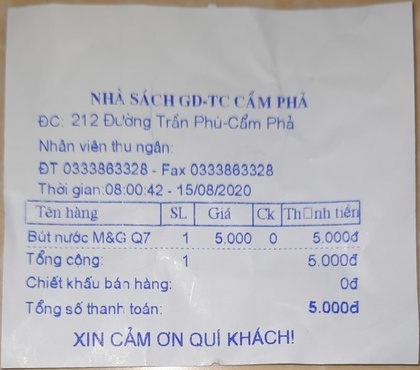 NHÀ SÁCH GD-TC CẨM PHẢ
ĐC: 212 Đường Trần Phú-Cẩm Phả
Nhân viên thu ngân:
ĐT 0333863328 - Fax 0333863328
Thời gian:08:00:42 - 15/08/2020
Tên hàng SL Giá Ck Th□nh tiền
Bút nước M&G Q7 1 5.000 0 5.000đ
Tổng cộng: 1 5.000đ
Chiết khấu bán hàng: 0đ
Tổng số thanh toán: 5.000đ
XIN CẢM ƠN QUÍ KHÁCH!